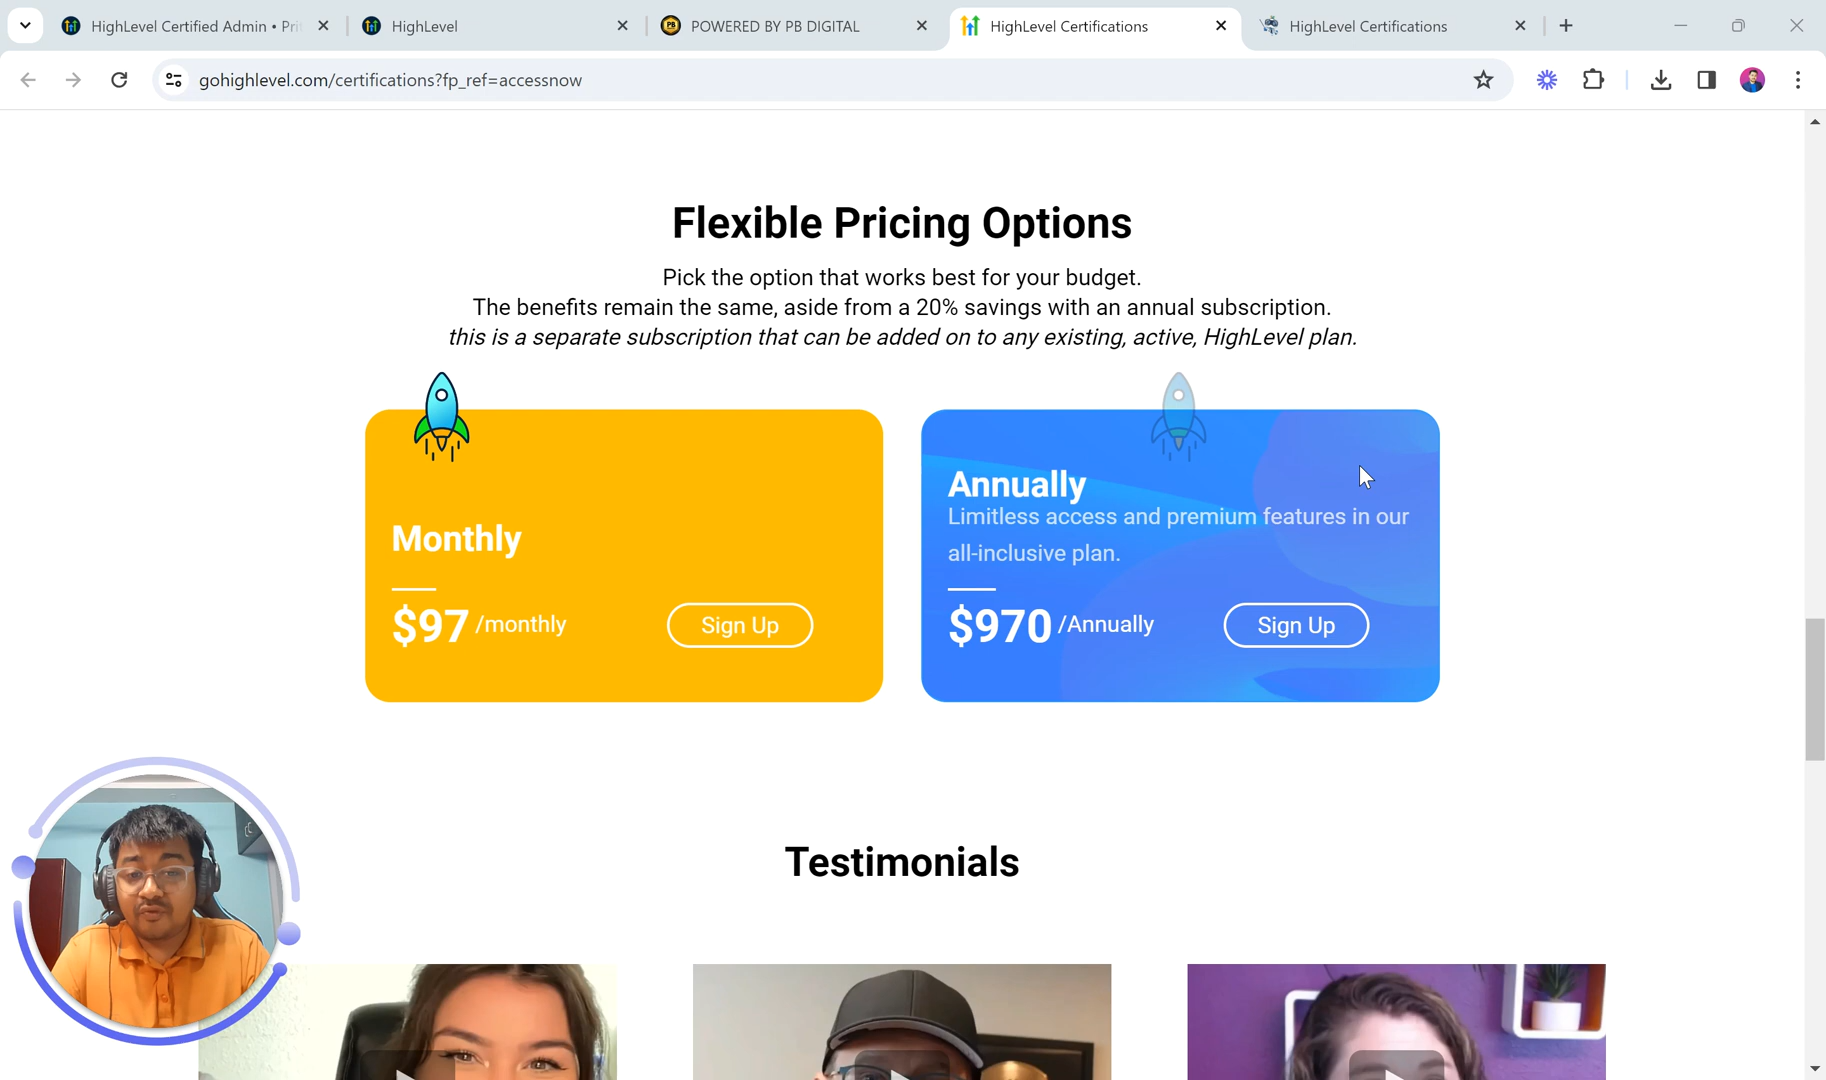 HighLevel Certified Admin • Pri
HighLevel
POWERED BY PB DIGITAL
HighLevel Certifications
HighLevel Certifications
gohighlevel.com/certifications?fp_ref=accessnow
Flexible Pricing Options
Pick the option that works best for your budget.
The benefits remain the same, aside from a 20% savings with an annual subscription.
this is a separate subscription that can be added on to any existing, active, HighLevel plan.
Monthly
$97 /monthly
Sign Up
Annually
Limitless access and premium features in our
all-inclusive plan.
$970 /Annually
Sign Up
Testimonials